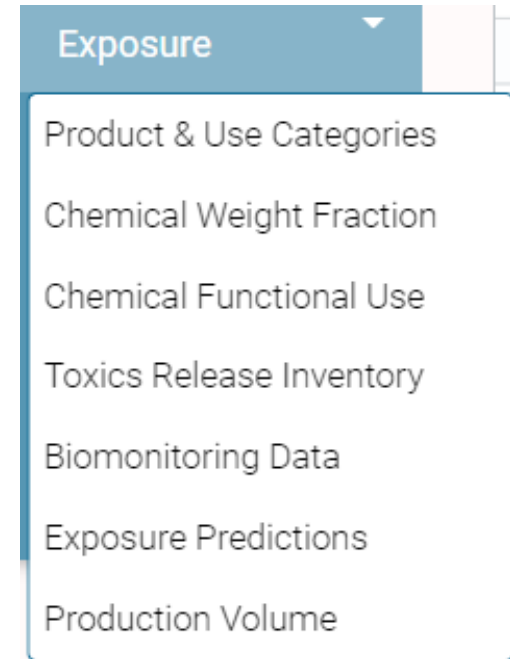 Exposure
Product & Use Categories
Chemical Weight Fraction
Chemical Functional Use
Toxics Release Inventory
Biomonitoring Data
Exposure Predictions
Production Volume